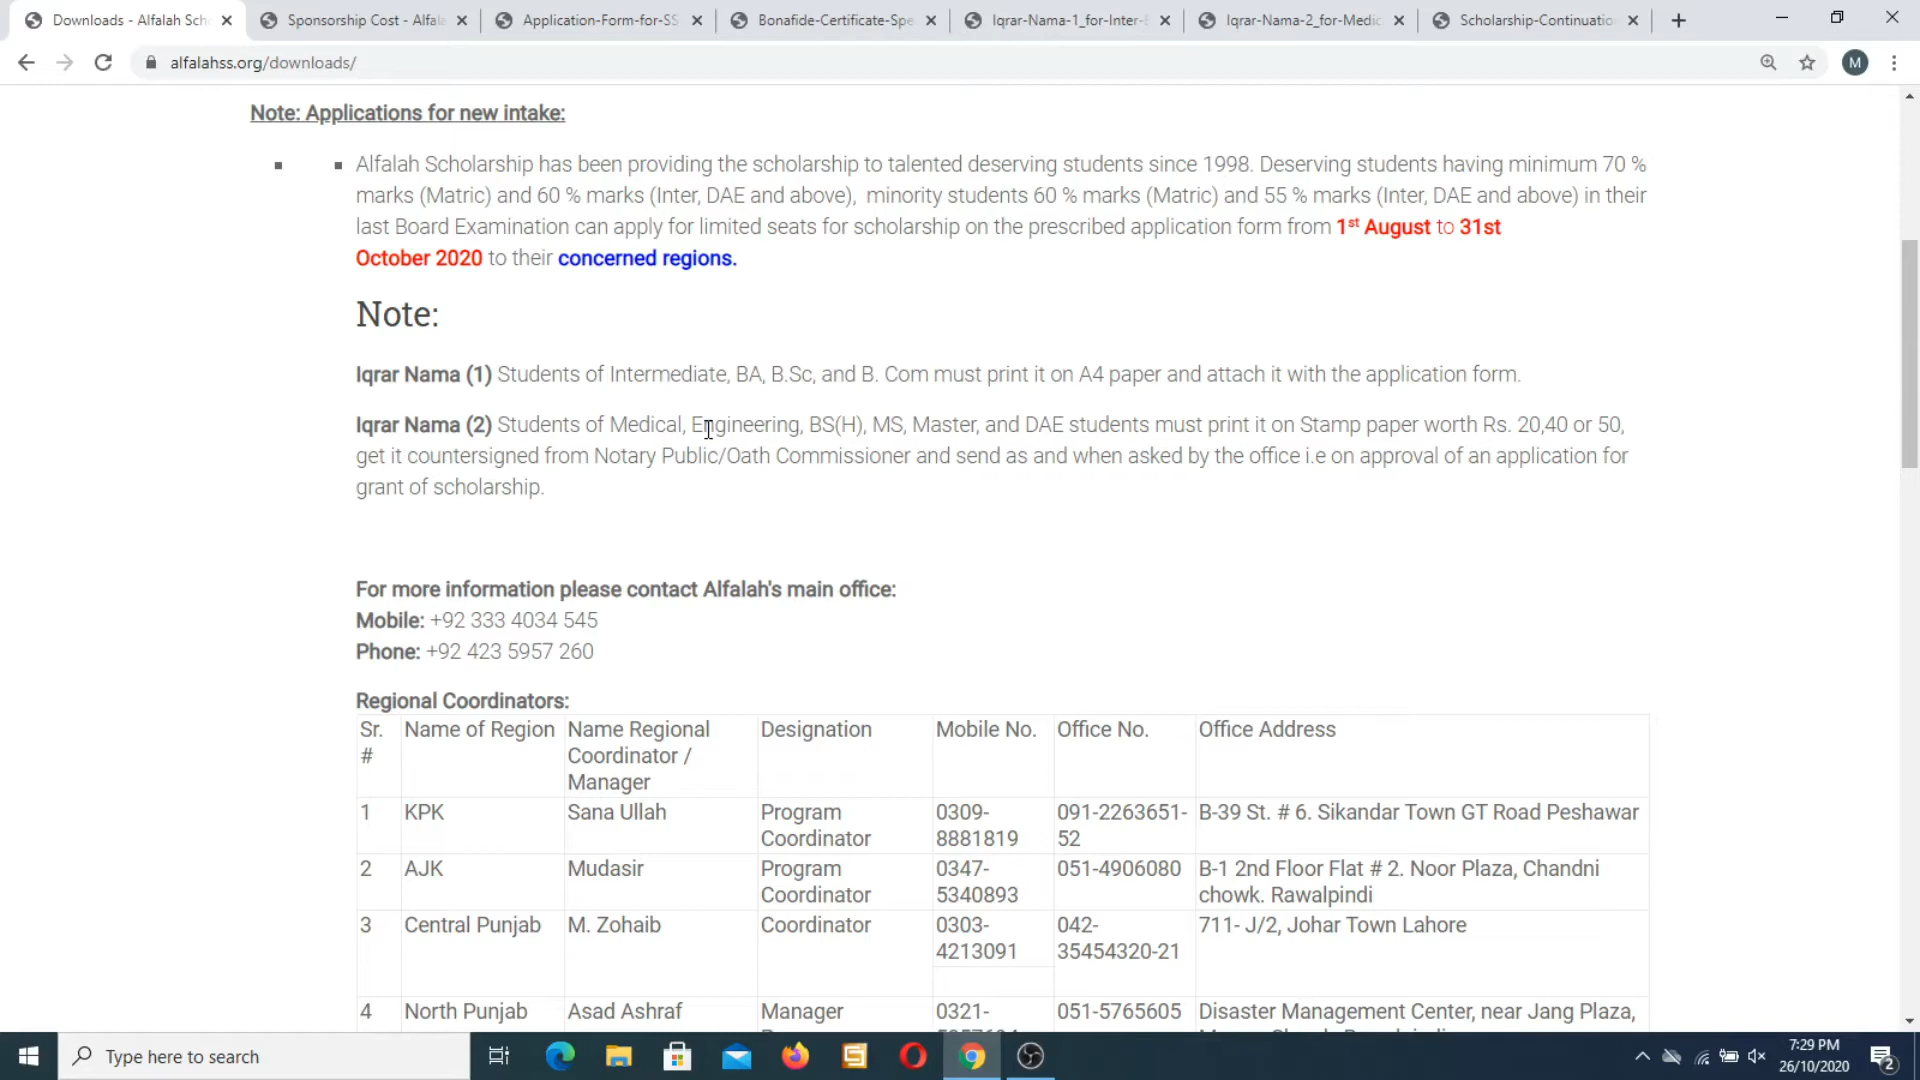 Downloads - Alfalah Sch
Sponsorship Cost - Alfala
Application-Form-for-SS
Bonafide-Certificate-Spe
Iqrar-Nama-1_for-Inter-
Iqrar-Nama-2_for-Medic
Scholarship-Continuatio
alfalahss.org/downloads/
M
Note: Applications for new intake:
Alfalah Scholarship has been providing the scholarship to talented deserving students since 1998. Deserving students having minimum 70 %
marks (Matric) and 60 % marks (Inter, DAE and above), minority students 60 % marks (Matric) and 55 % marks (Inter, DAE and above) in their
last Board Examination can apply for limited seats for scholarship on the prescribed application form from 1st August to 31st
October 2020 to their concerned regions.
Note:
Iqrar Nama (1) Students of Intermediate, BA, B.Sc, and B. Com must print it on A4 paper and attach it with the application form.
Iqrar Nama (2) Students of Medical, Engineering, BS(H), MS, Master, and DAE students must print it on Stamp paper worth Rs. 20,40 or 50,
get it countersigned from Notary Public/Oath Commissioner and send as and when asked by the office i.e on approval of an application for
grant of scholarship.
For more information please contact Alfalah's main office:
Mobile: +92 333 4034 545
Phone: +92 423 5957 260
Regional Coordinators:
Sr. # Name of Region Name Regional Coordinator / Manager Designation Mobile No. Office No. Office Address
1 KPK Sana Ullah Program Coordinator 0309-8881819 091-2263651-52 B-39 St. # 6. Sikandar Town GT Road Peshawar
2 AJK Mudasir Program Coordinator 0347-5340893 051-4906080 B-1 2nd Floor Flat # 2. Noor Plaza, Chandni chowk. Rawalpindi
3 Central Punjab M. Zohaib Coordinator 0303-4213091 042-35454320-21 711- J/2, Johar Town Lahore
4 North Punjab Asad Ashraf Manager 0321- 051-5765605 Disaster Management Center, near Jang Plaza,
Type here to search
7:29 PM
26/10/2020
2